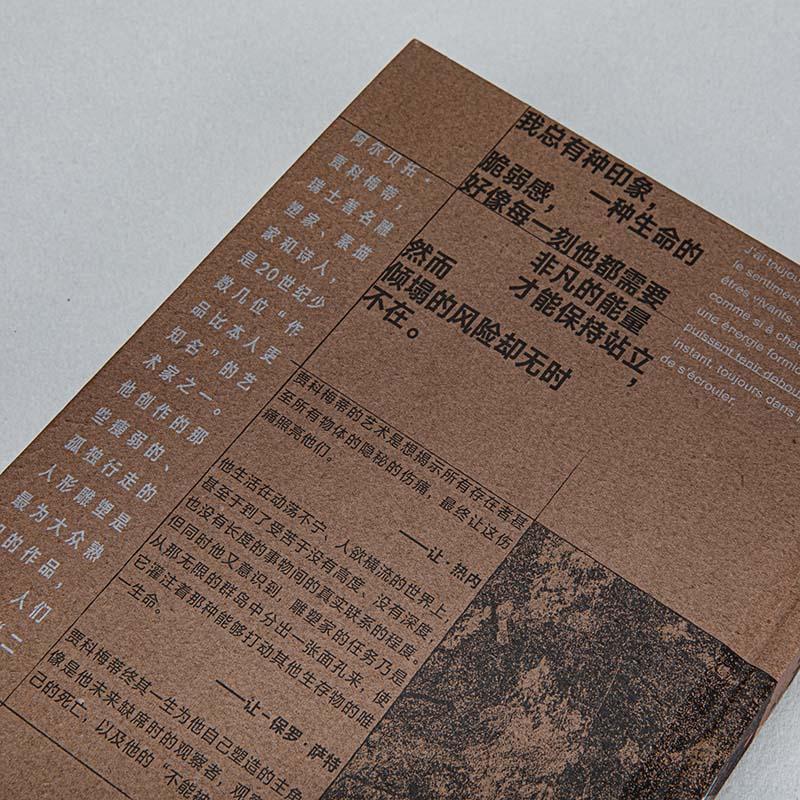 阿尔贝托·
贾科梅蒂，
瑞士著名雕
塑家、素描
家和诗人，
是20世纪少
数几位“作
品比本人更
知名”的艺
术家之一。
他创作的那
些瘦弱的、
孤独行走的
人形雕塑是
最为大众熟
的作品，
人们
二
我总有种印象，
一种生命的
脆弱感，
好像每一刻他都需要
非凡的能量
才能保持站立，
然而
倾塌的风险却无时
不在。
J'ai toujou
le sentiment
êtres vivants,
comme si à cha
une énergie formid
puissent tenir debou
instant, toujours dans
de s'écrouler.
贾科梅蒂的艺术是想揭示所有存在者甚
至所有物体的隐秘的伤痛，最终让这伤
痛照亮他们。
——让·热内
他生活在动荡不宁、人欲横流的世界上
甚至于到了受苦于没有高度、没有深度
也没有长度的事物间的真实联系的程度。
但同时他又意识到，雕塑家的任务乃是
从那无限的群岛中分出一张面孔来，使
它灌注着那种能够打动其他生存物的唯
一生命。
——让-保罗·萨特
贾科梅蒂终其一生为他自己塑造的主角
像是他未来缺席时的观察者，观
己的死亡，以及他的“不能被